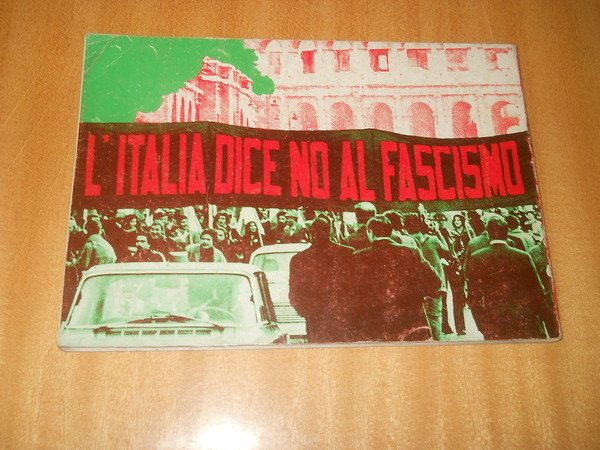 L'ITALIA DICE NO AL FASCISMO